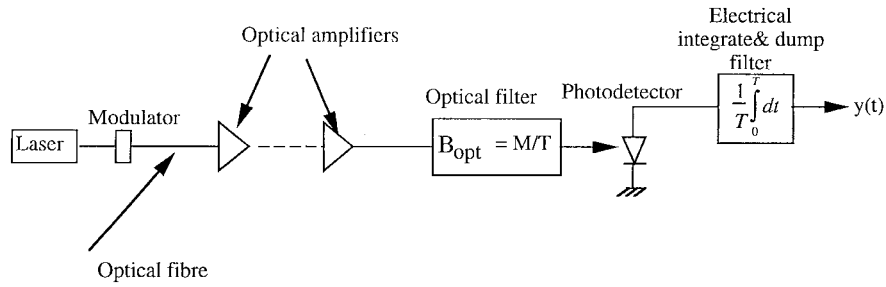 Electrical
integrate& dump
filter
Optical amplifiers
Optical filter
Photodetector
Modulator
Laser
B_opt = M/T
1/T ∫_0^T dt
y(t)
Optical fibre